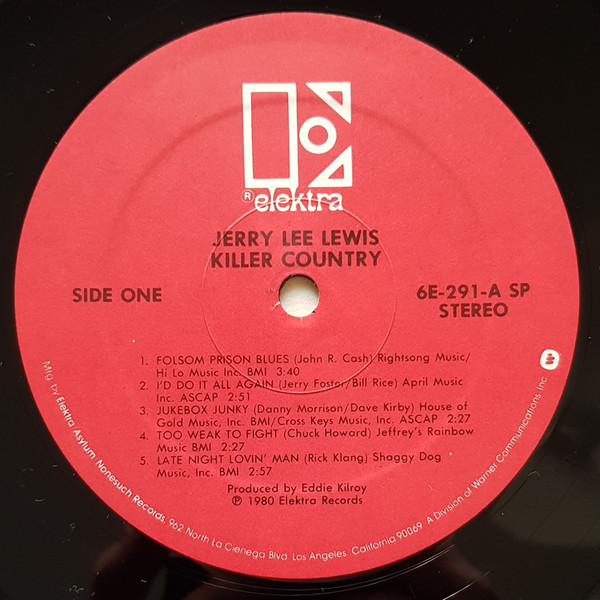 ® elektra
JERRY LEE LEWIS
KILLER COUNTRY
SIDE ONE
6E-291-A SP
STEREO
1. FOLSOM PRISON BLUES (John R. Cash) Rightsong Music/
Hi Lo Music Inc. BMI 3:40
2. I'D DO IT ALL AGAIN (Jerry Foster/Bill Rice) April Music
Inc. ASCAP 2:51
3. JUKEBOX JUNKY (Danny Morrison/Dave Kirby) House of
Gold Music, Inc. BMI/Cross Keys Music, Inc. ASCAP 2:27
4. TOO WEAK TO FIGHT (Chuck Howard) Jeffrey's Rainbow
Music BMI 2:27
5. LATE NIGHT LOVIN' MAN (Rick Klang) Shaggy Dog
Music, Inc. BMI 2:57
Produced by Eddie Kilroy
℗ 1980 Elektra Records
Mfg. by Elektra Asylum Nonesuch Records, 962 North La Cienega Blvd. Los Angeles, California 90069 A Division of Warner Communications Inc.